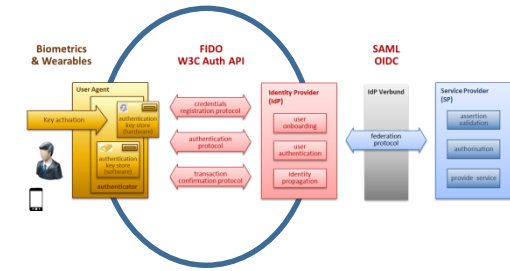 Biometrics
& Wearables
FIDO
W3C Auth API
SAML
OIDC
User Agent
Key activation
authentication
key store
(hardware)
authentication
key store
(software)
authenticator
credentials
registration protocol
authentication
protocol
transaction
confirmation protocol
Identity Provider
(IdP)
user
onboarding
user
authentication
Identity
propagation
IdP Verbund
federation
protocol
Service Provider
(SP)
assertion
validation
authorisation
provide service